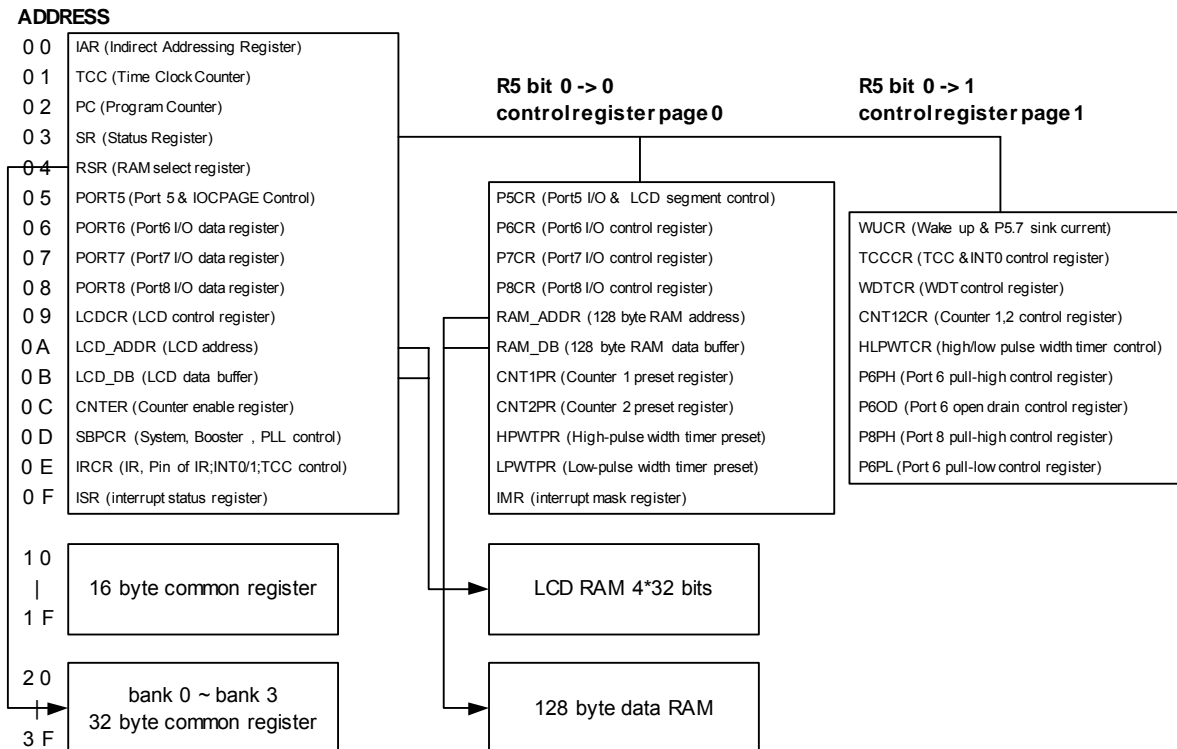 ADDRESS
0 0 IAR (Indirect Addressing Register)
0 1 TCC (Time Clock Counter)
0 2 PC (Program Counter)
0 3 SR (Status Register)
0 4 RSR (RAM select register)
0 5 PORT5 (Port 5 & IOCPAGE Control)
0 6 PORT6 (Port6 I/O data register)
0 7 PORT7 (Port7 I/O data register)
0 8 PORT8 (Port8 I/O data register)
0 9 LCDCR (LCD control register)
0 A LCD_ADDR (LCD address)
0 B LCD_DB (LCD data buffer)
0 C CNTER (Counter enable register)
0 D SBPCR (System, Booster , PLL control)
0 E IRCR (IR, Pin of IR;INT0/1;TCC control)
0 F ISR (interrupt status register)
R5 bit 0 -> 0
control register page 0
P5CR (Port5 I/O & LCD segment control)
P6CR (Port6 I/O control register)
P7CR (Port7 I/O control register)
P8CR (Port8 I/O control register)
RAM_ADDR (128 byte RAM address)
RAM_DB (128 byte RAM data buffer)
CNT1PR (Counter 1 preset register)
CNT2PR (Counter 2 preset register)
HPWTPR (High-pulse width timer preset)
LPWTPR (Low-pulse width timer preset)
IMR (interrupt mask register)
R5 bit 0 -> 1
control register page 1
WUCR (Wake up & P5.7 sink current)
TCCCR (TCC & INT0 control register)
WDTCR (WDT control register)
CNT12CR (Counter 1,2 control register)
HLPWTCR (high/low pulse width timer control)
P6PH (Port 6 pull-high control register)
P6OD (Port 6 open drain control register)
P8PH (Port 8 pull-high control register)
P6PL (Port 6 pull-low control register)
1 0
|
1 F
16 byte common register
LCD RAM 4*32 bits
2 0
|
3 F
bank 0 ~ bank 3
32 byte common register
128 byte data RAM